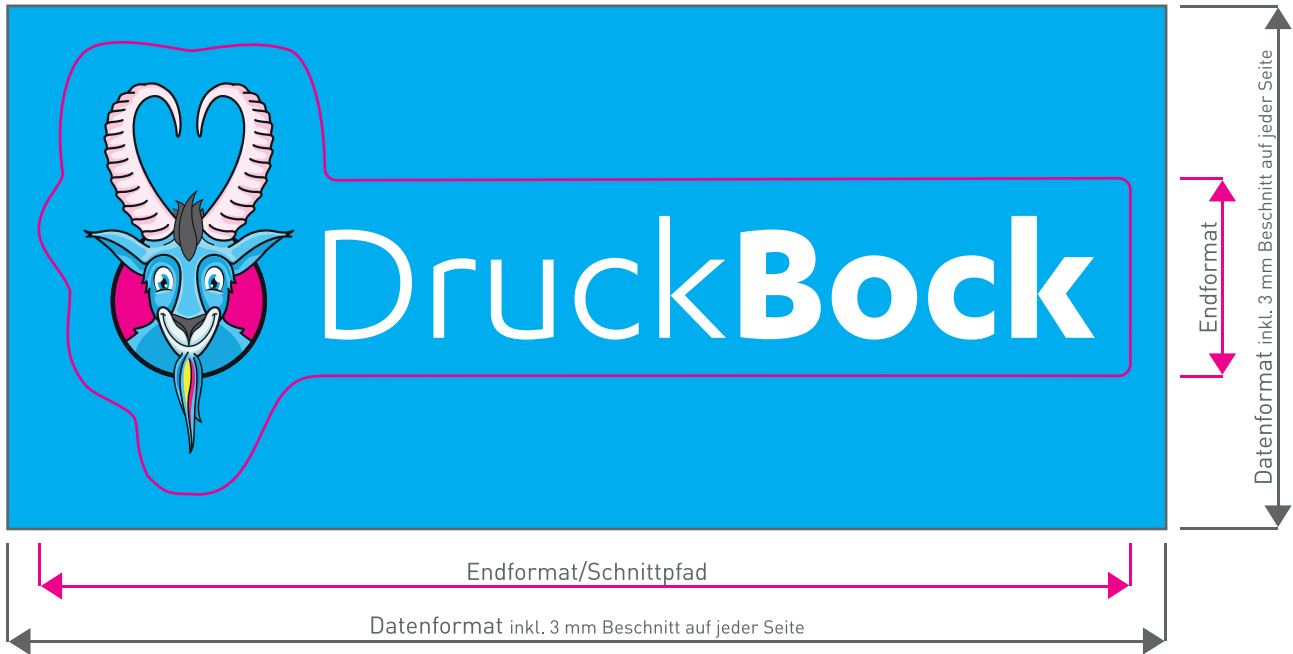 DruckBock
Endformat
Datenformat inkl. 3 mm Beschnitt auf jeder Seite
Endformat/Schnittpfad
Datenformat inkl. 3 mm Beschnitt auf jeder Seite